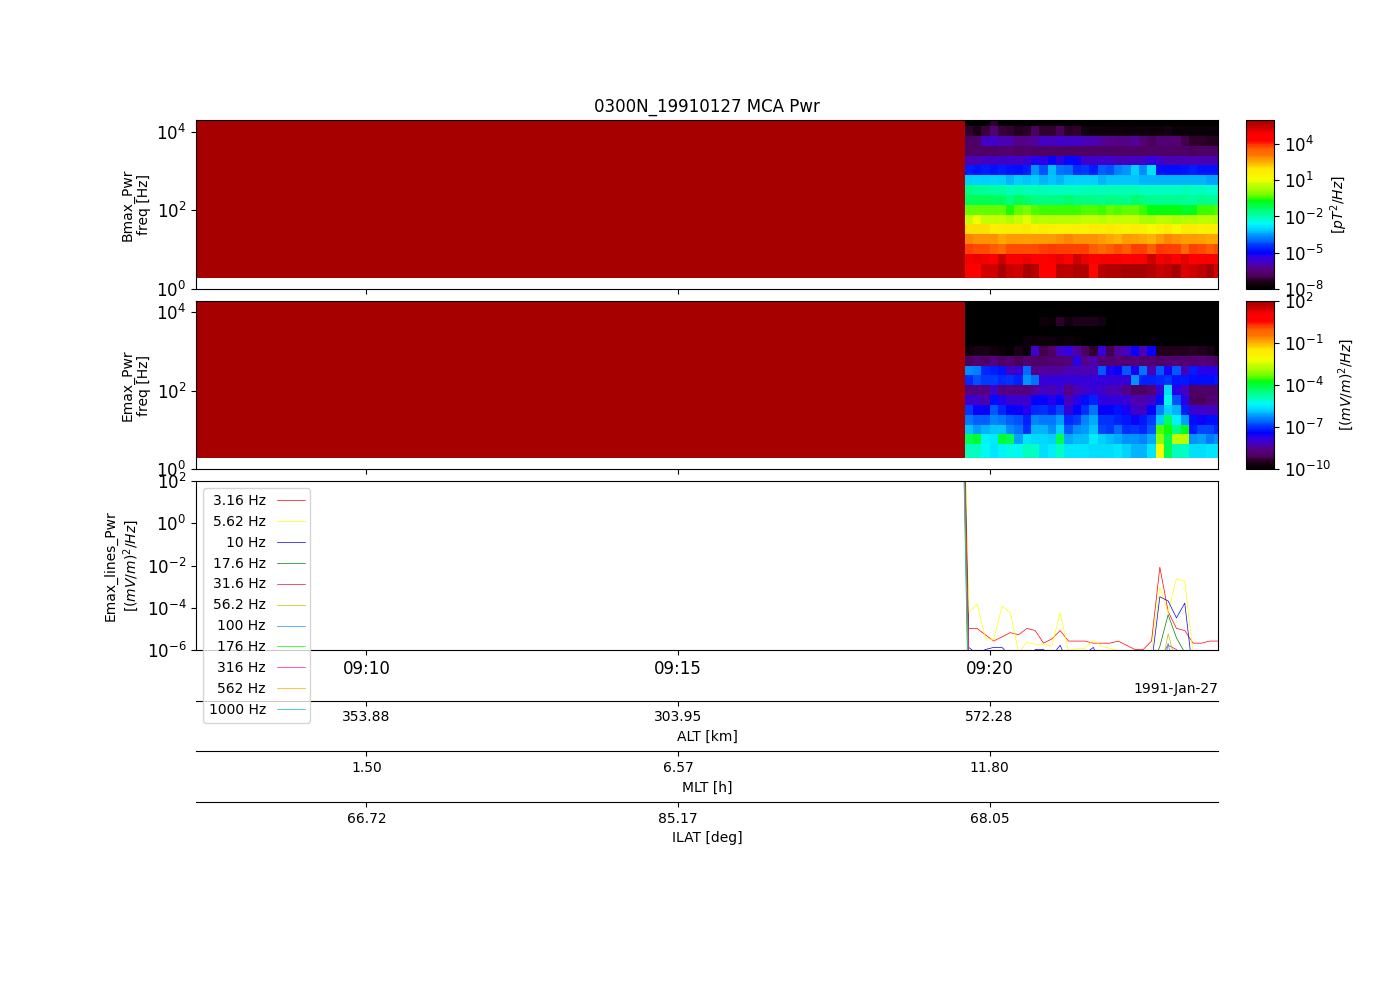 0300N_19910127 MCA Pwr
Bmax_Pwr
freq [Hz]
10^4
10^2
10^0
10^4
10^1
10^-2
10^-5
10^-8
[pT^2/Hz]
Emax_Pwr
freq [Hz]
10^4
10^2
10^0
10^2
10^-1
10^-4
10^-7
10^-10
[(mV/m)^2/Hz]
Emax_lines_Pwr
[(mV/m)^2/Hz]
10^2
10^0
10^-2
10^-4
10^-6
3.16 Hz
5.62 Hz
10 Hz
17.6 Hz
31.6 Hz
56.2 Hz
100 Hz
176 Hz
316 Hz
562 Hz
1000 Hz
09:10 09:15 09:20
1991-Jan-27
353.88 303.95 572.28
ALT [km]
1.50 6.57 11.80
MLT [h]
66.72 85.17 68.05
ILAT [deg]